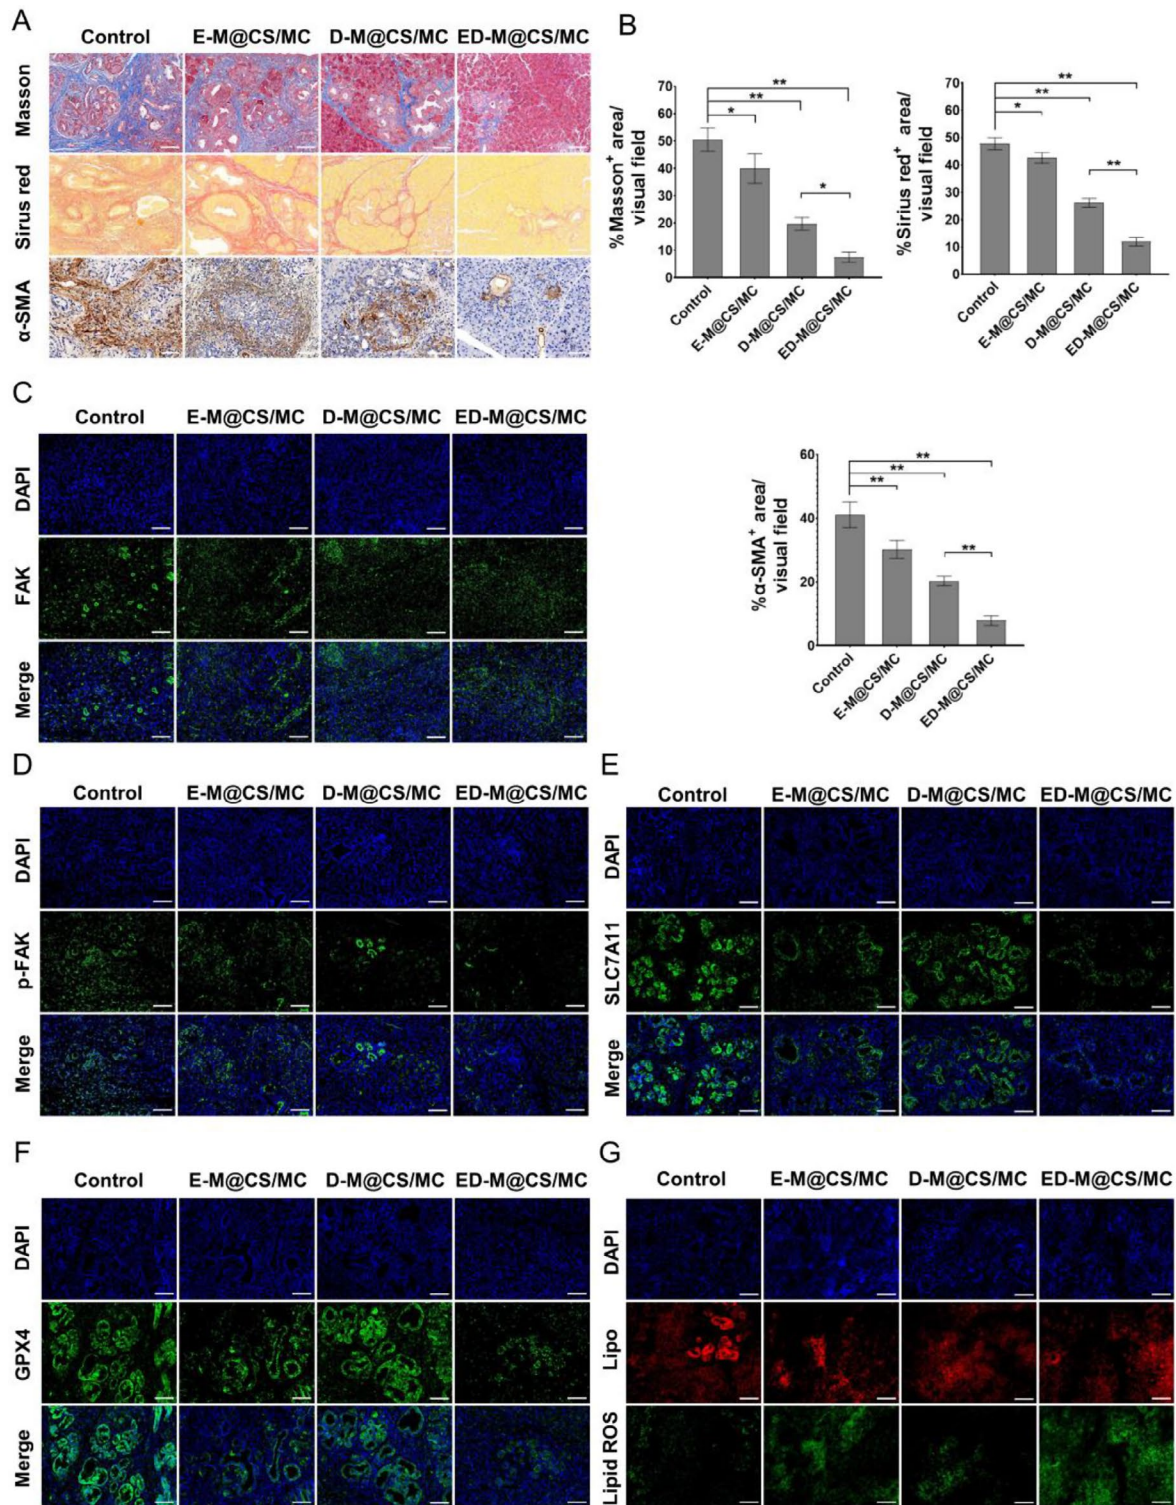 A
Control E-M@CS/MC D-M@CS/MC ED-M@CS/MC
Masson
Sirus red
α-SMA
B
%Masson+ area/
visual field
70
60
50
40
30
20
10
0
**
**
*
*
Control
E-M@CS/MC
D-M@CS/MC
ED-M@CS/MC
%Sirius red+ area/
visual field
70
60
50
40
30
20
10
0
**
**
*
**
Control
E-M@CS/MC
D-M@CS/MC
ED-M@CS/MC
%α-SMA+ area/
visual field
60
40
20
0
**
**
**
**
Control
E-M@CS/MC
D-M@CS/MC
ED-M@CS/MC
C
Control E-M@CS/MC D-M@CS/MC ED-M@CS/MC
DAPI
FAK
Merge
D
Control E-M@CS/MC D-M@CS/MC ED-M@CS/MC
DAPI
p-FAK
Merge
E
Control E-M@CS/MC D-M@CS/MC ED-M@CS/MC
DAPI
SLC7A11
Merge
F
Control E-M@CS/MC D-M@CS/MC ED-M@CS/MC
DAPI
GPX4
Merge
G
Control E-M@CS/MC D-M@CS/MC ED-M@CS/MC
DAPI
Lipo
Lipid ROS